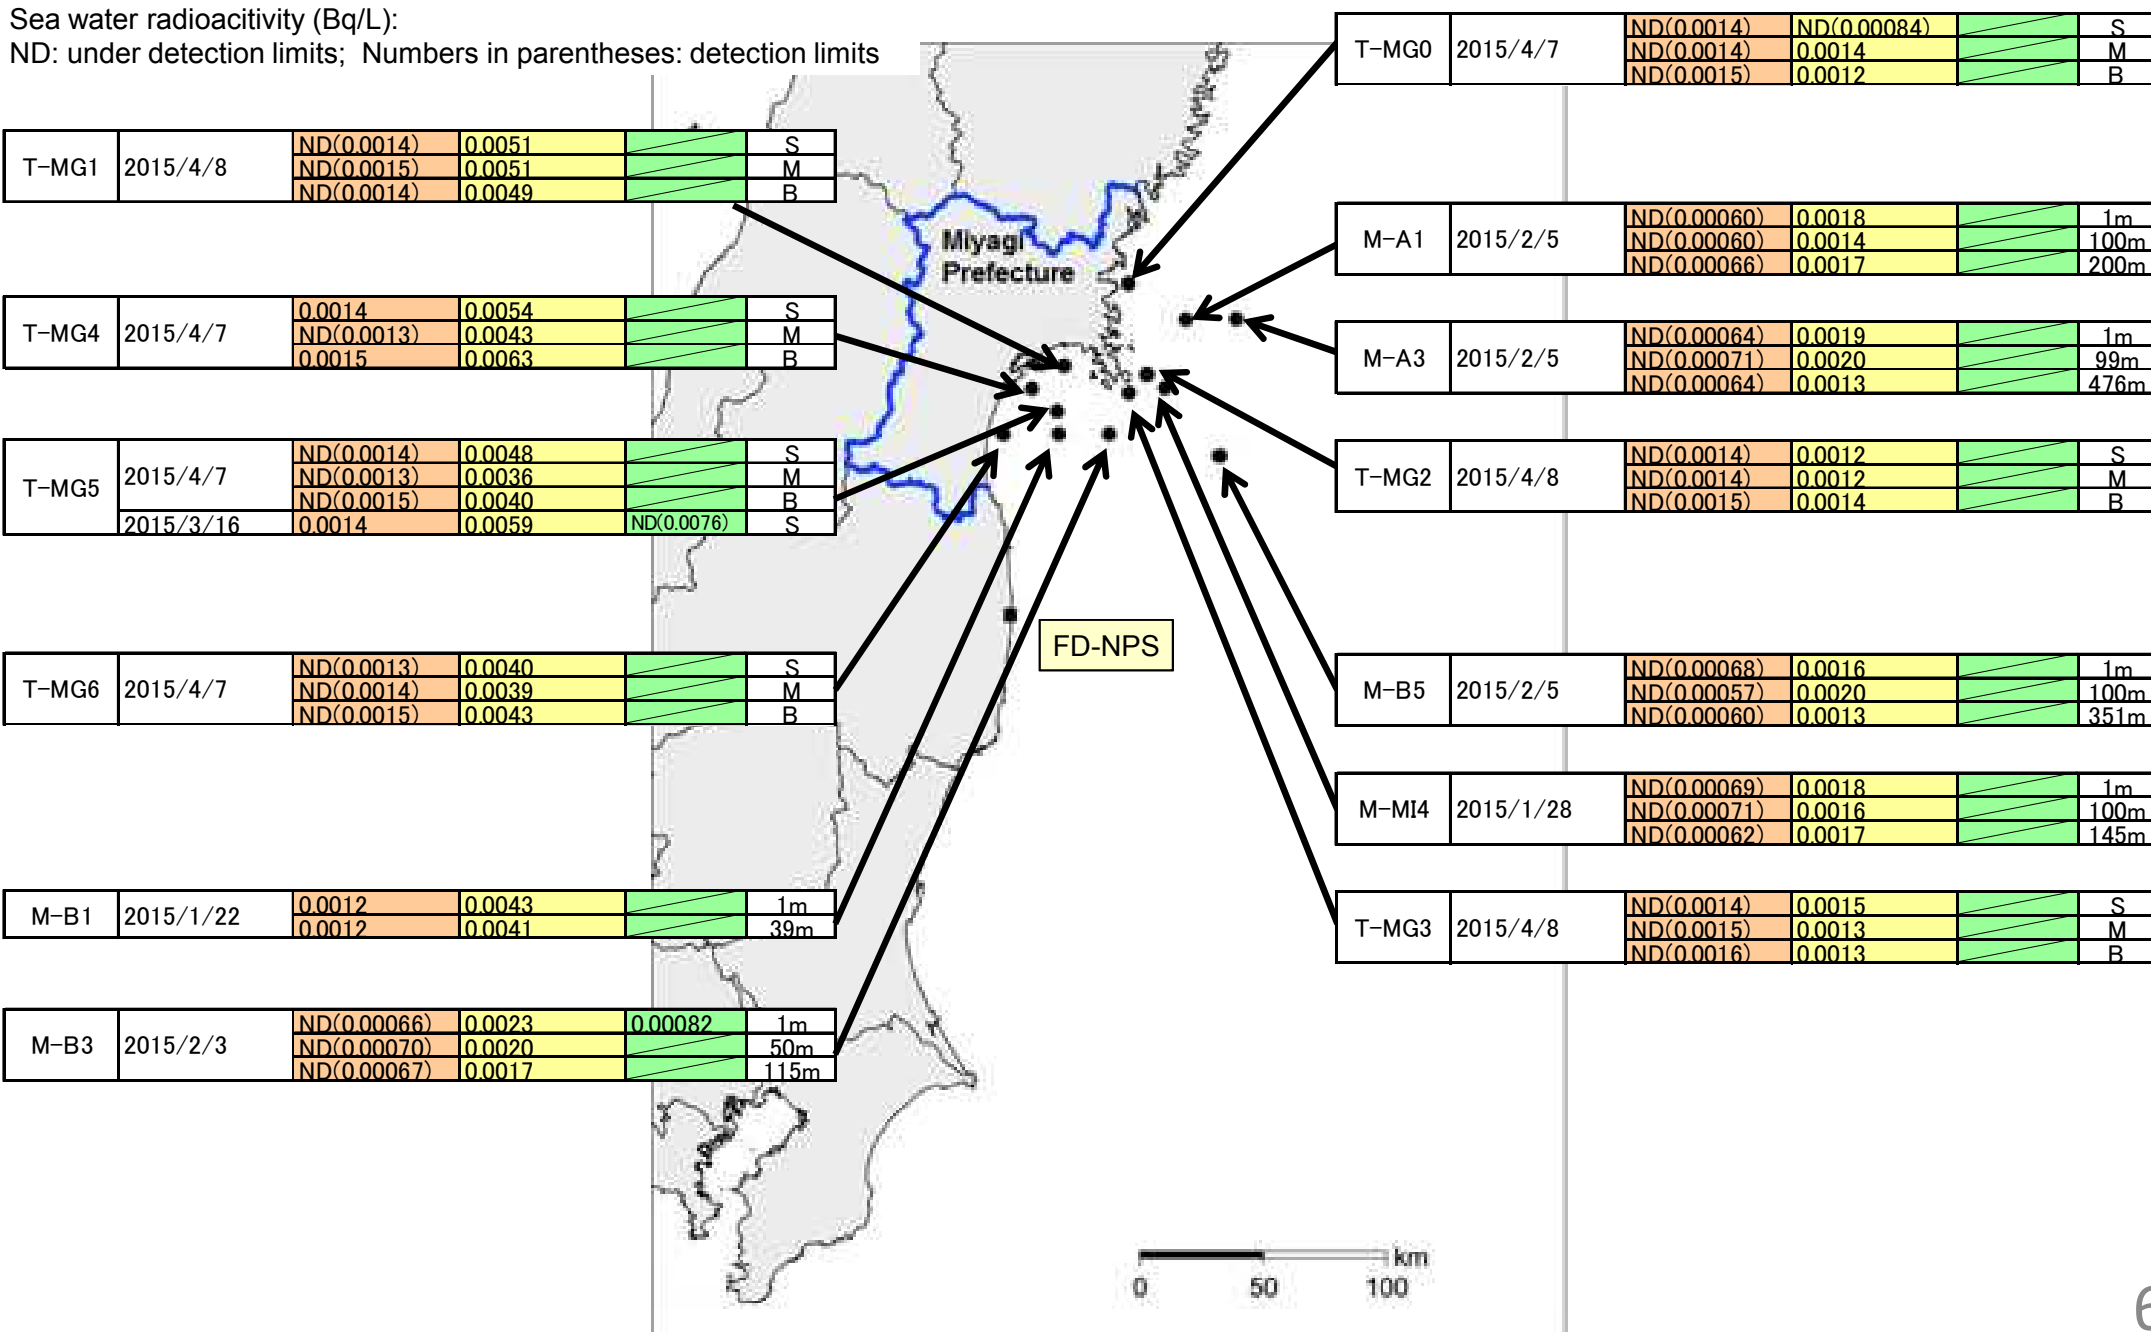 Sea water radioacitivity (Bq/L):
ND: under detection limits; Numbers in parentheses: detection limits
T-MG1 2015/4/8 ND(0.0014) 0.0051 S
ND(0.0015) 0.0051 M
ND(0.0014) 0.0049 B
T-MG4 2015/4/7 0.0014 0.0054 S
ND(0.0013) 0.0043 M
0.0015 0.0063 B
T-MG5 2015/4/7 ND(0.0014) 0.0048 S
ND(0.0013) 0.0036 M
ND(0.0015) 0.0040 B
2015/3/16 0.0014 0.0059 ND(0.0076) S
T-MG6 2015/4/7 ND(0.0013) 0.0040 S
ND(0.0014) 0.0039 M
ND(0.0015) 0.0043 B
M-B1 2015/1/22 0.0012 0.0043 1m
0.0012 0.0041 39m
M-B3 2015/2/3 ND(0.00066) 0.0023 0.00082 1m
ND(0.00070) 0.0020 50m
ND(0.00067) 0.0017 115m
Miyagi
Prefecture
FD-NPS
T-MG0 2015/4/7 ND(0.0014) ND(0.00084) S
ND(0.0014) 0.0014 M
ND(0.0015) 0.0012 B
M-A1 2015/2/5 ND(0.00060) 0.0018 1m
ND(0.00060) 0.0014 100m
ND(0.00066) 0.0017 200m
M-A3 2015/2/5 ND(0.00064) 0.0019 1m
ND(0.00071) 0.0020 99m
ND(0.00064) 0.0013 476m
T-MG2 2015/4/8 ND(0.0014) 0.0012 S
ND(0.0014) 0.0012 M
ND(0.0015) 0.0014 B
M-B5 2015/2/5 ND(0.00068) 0.0016 1m
ND(0.00057) 0.0020 100m
ND(0.00060) 0.0013 351m
M-MI4 2015/1/28 ND(0.00069) 0.0018 1m
ND(0.00071) 0.0016 100m
ND(0.00062) 0.0017 145m
T-MG3 2015/4/8 ND(0.0014) 0.0015 S
ND(0.0015) 0.0013 M
ND(0.0016) 0.0013 B
km
0 50 100
6